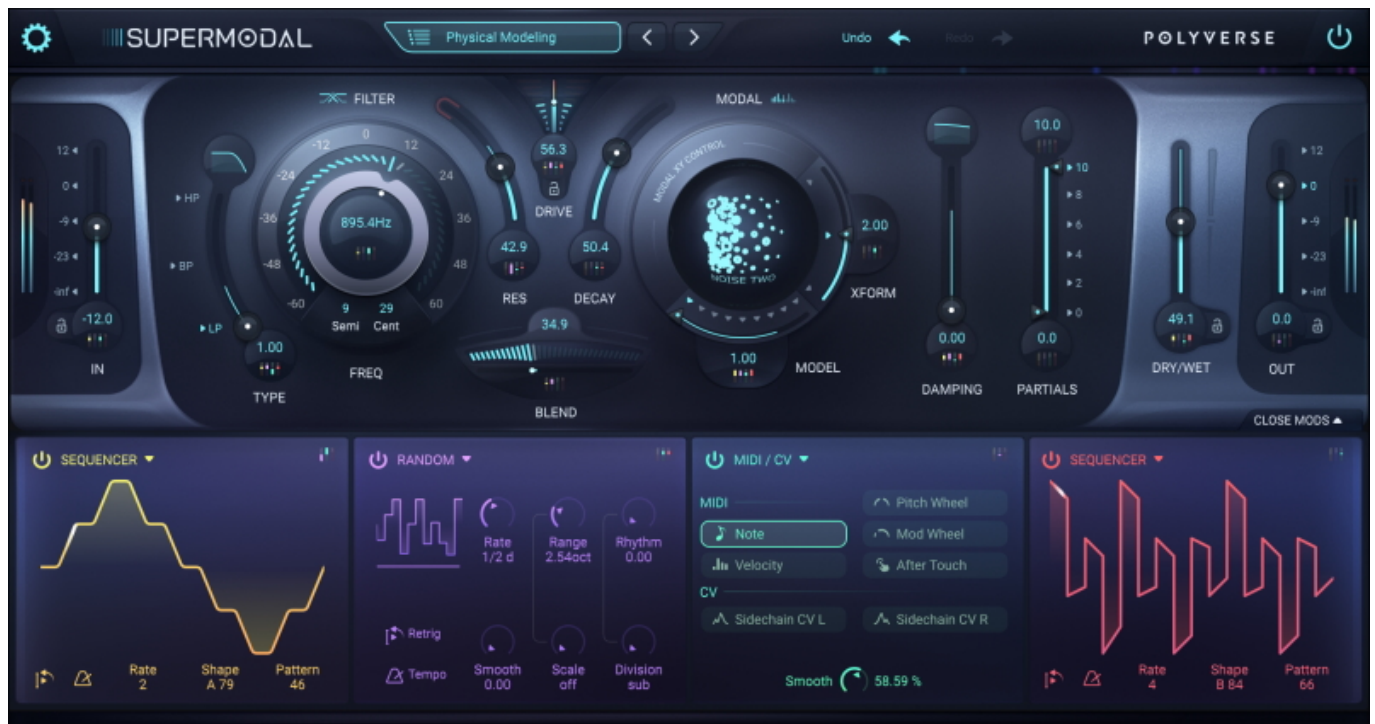 SUPERMODAL
Physical Modeling
Undo
Redo
POLYVERSE
FILTER
MODAL
12
0
-9
-23
-inf
-12.0
IN
HP
BP
LP
1.00
TYPE
-60
-48
-36
-24
-12
0
12
24
36
48
60
895.4Hz
9
Semi
29
Cent
FREQ
42.9
RES
56.3
DRIVE
50.4
DECAY
34.9
BLEND
MODAL XY CONTROL
NOISE TWO
2.00
XFORM
1.00
MODEL
0.00
DAMPING
10.0
10
8
6
4
2
0
0.0
PARTIALS
49.1
DRY/WET
12
0
-9
-23
-inf
0.0
OUT
CLOSE MODS
SEQUENCER
Rate
2
Shape
A 79
Pattern
46
RANDOM
Rate
1/2 d
Range
2.54oct
Rhythm
0.00
Retrig
Tempo
Smooth
0.00
Scale
off
Division
sub
MIDI / CV
MIDI
Note
Velocity
Pitch Wheel
Mod Wheel
After Touch
CV
Sidechain CV L
Sidechain CV R
Smooth
58.59 %
SEQUENCER
Rate
4
Shape
B 84
Pattern
66